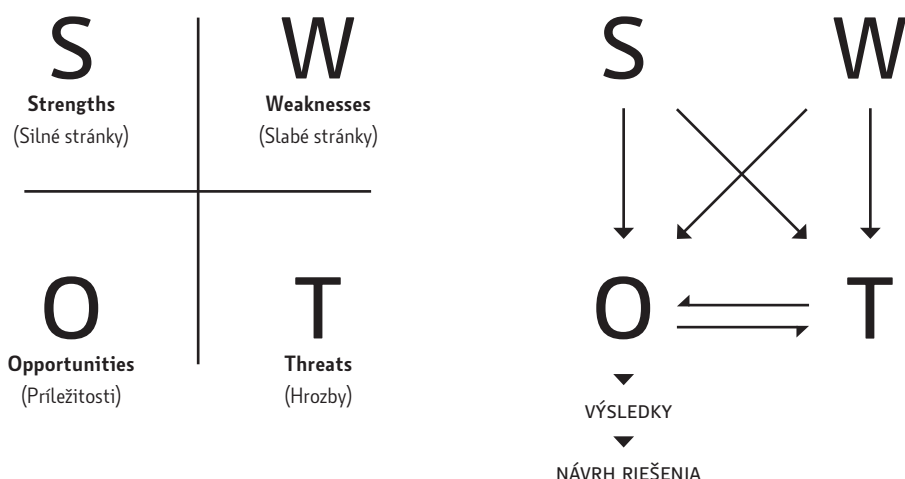 S
Strengths
(Silné stránky)
W
Weaknesses
(Slabé stránky)
O
Opportunities
(Príležitosti)
T
Threats
(Hrozby)
S
W
O
T
VÝSLEDKY
NÁVRH RIEŠENIA